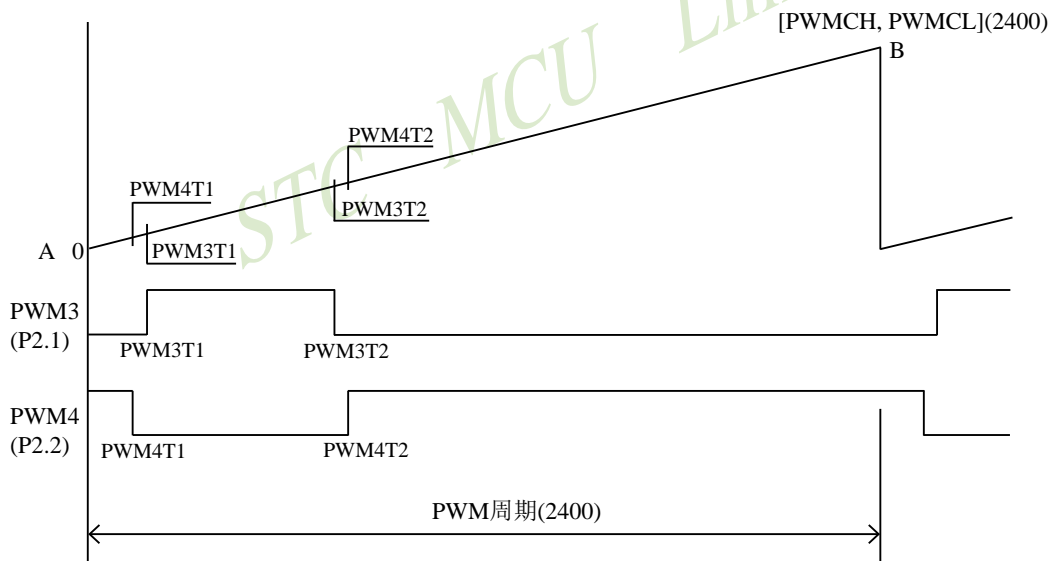 [PWMCH, PWMCL](2400)
B
STC MCU Lim
PWM4T2
PWM4T1
PWM3T2
PWM3T1
A 0
PWM3
(P2.1)
PWM3T1
PWM3T2
PWM4
(P2.2)
PWM4T1
PWM4T2
PWM周期(2400)